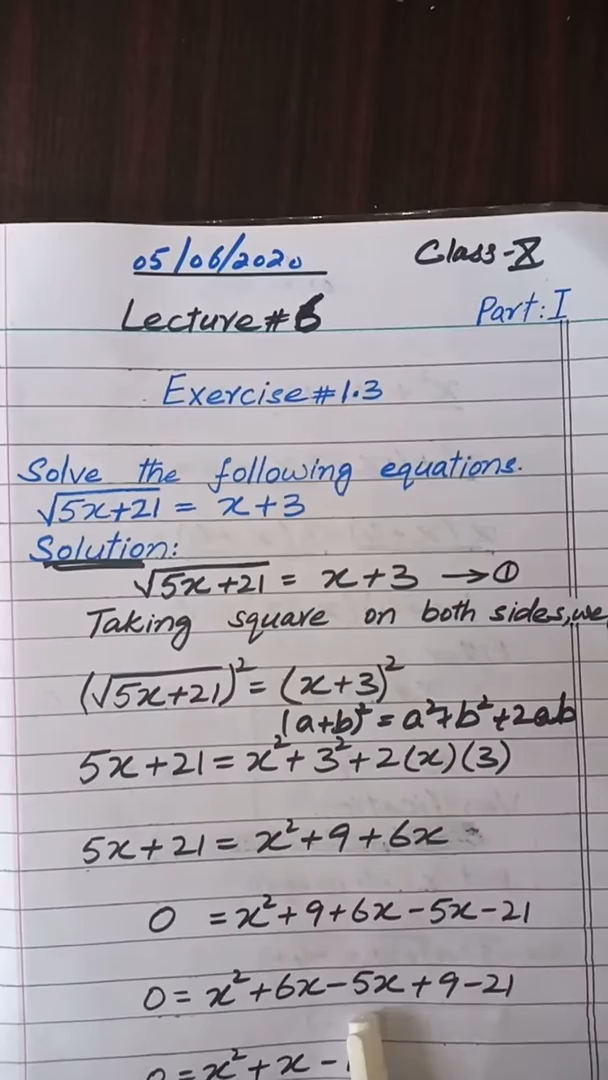 05/06/2020 Class-X
Lecture#6 Part:I
Exercise#1.3
Solve the following equations.
√5x+21 = x+3
Solution:
√5x+21 = x+3 →①
Taking square on both sides,we
(√5x+21)² = (x+3)²
(a+b)² = a²+b²+2ab
5x+21 = x²+3²+2(x)(3)
5x+21 = x²+9+6x
0 = x²+9+6x-5x-21
0 = x²+6x-5x+9-21
0 = x²+x-